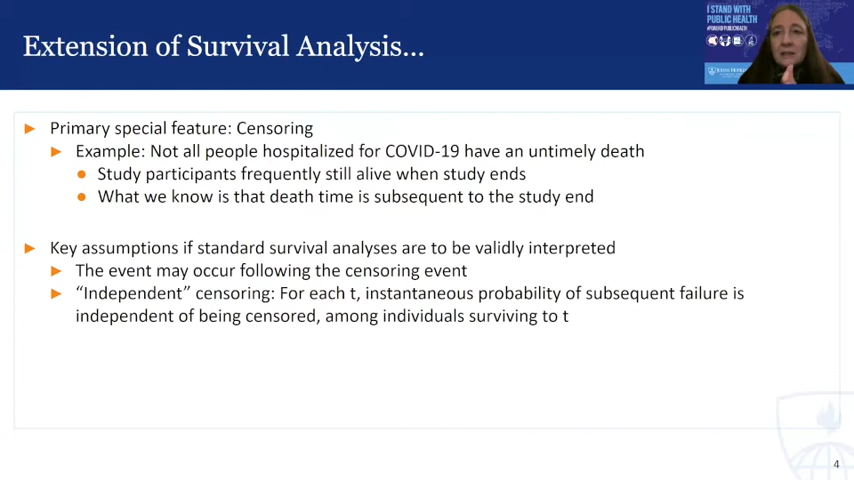 Extension of Survival Analysis...
I STAND WITH
PUBLIC HEALTH
Primary special feature: Censoring
Example: Not all people hospitalized for COVID-19 have an untimely death
Study participants frequently still alive when study ends
What we know is that death time is subsequent to the study end
Key assumptions if standard survival analyses are to be validly interpreted
The event may occur following the censoring event
“Independent” censoring: For each t, instantaneous probability of subsequent failure is
independent of being censored, among individuals surviving to t
4